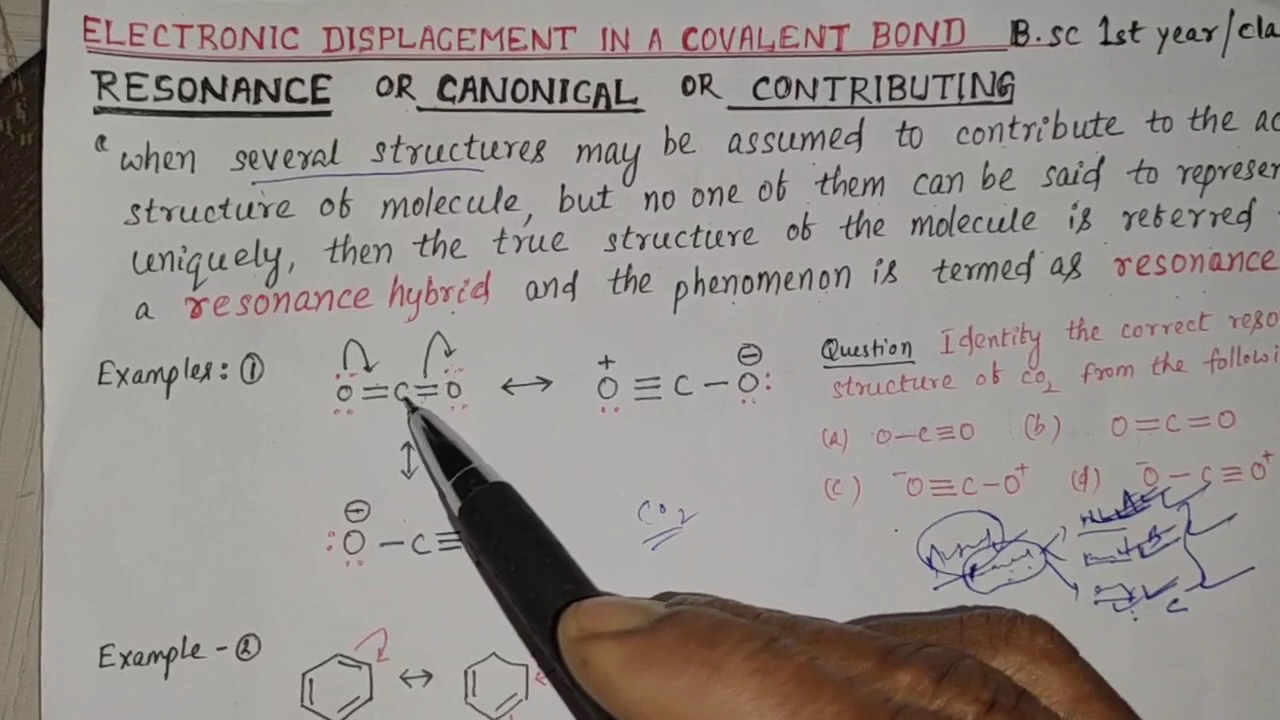 ELECTRONIC DISPLACEMENT IN A COVALENT BOND B.sc 1st year/cla
RESONANCE OR CANONICAL OR CONTRIBUTING
when several structures may be assumed to contribute to the ac
structure of molecule, but no one of them can be said to represen
uniquely, then the true structure of the molecule is referred
a resonance hybrid and the phenomenon is termed as resonance
Examples: ①
O=C=O ↔ O≡C-O:
+ ⊖
↕
⊖
:O-C≡
CO2
Question Identity the correct reso
structure of CO2 from the followi
(a) O-C≡O (b) O=C=O
(c) ⁻O≡C-O⁺ (d) ⁻O-C≡O⁺
Example - ②
↔